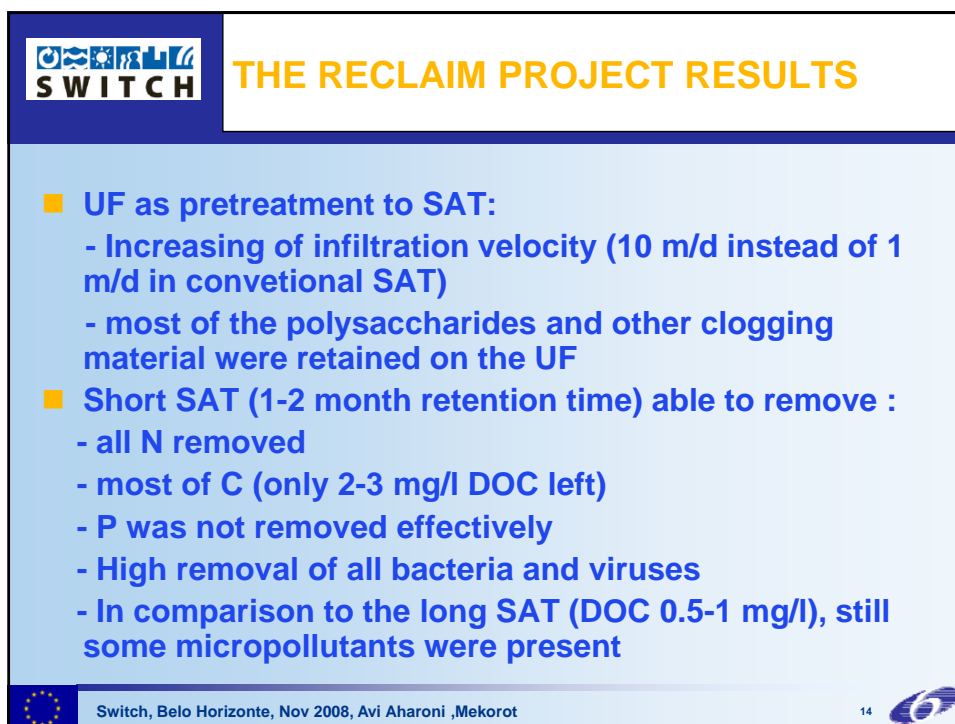 SWITCH
THE RECLAIM PROJECT RESULTS
UF as pretreatment to SAT:
- Increasing of infiltration velocity (10 m/d instead of 1
m/d in convetional SAT)
- most of the polysaccharides and other clogging
material were retained on the UF
Short SAT (1-2 month retention time) able to remove :
- all N removed
- most of C (only 2-3 mg/l DOC left)
- P was not removed effectively
- High removal of all bacteria and viruses
- In comparison to the long SAT (DOC 0.5-1 mg/l), still
some micropollutants were present
Switch, Belo Horizonte, Nov 2008, Avi Aharoni ,Mekorot
14
6